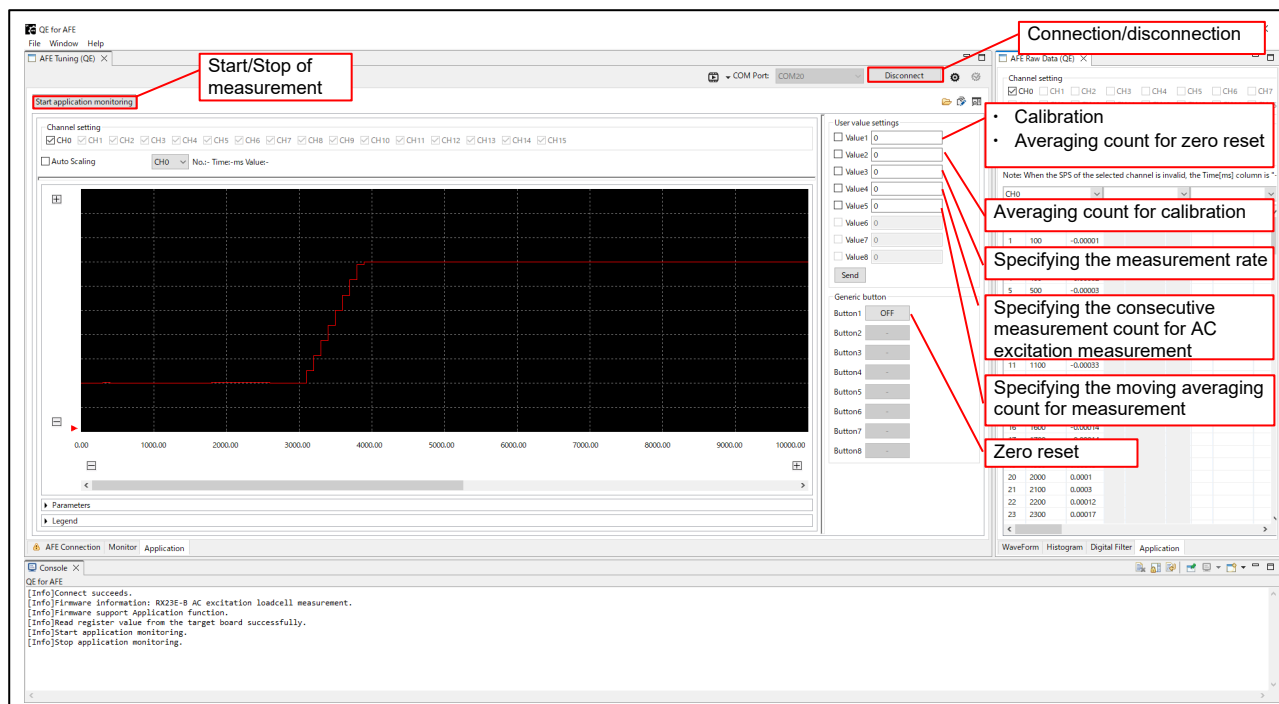 QE for AFE
File Window Help
AFE Tuning (QE)
Start/Stop of
measurement
Connection/disconnection
COM Port:
COM20
Disconnect
Start application monitoring
Channel setting
CH0 CH1 CH2 CH3 CH4 CH5 CH6 CH7 CH8 CH9 CH10 CH11 CH12 CH13 CH14 CH15
Auto Scaling
CH0
No.:- Time:-ms Value:-
0.00 1000.00 2000.00 3000.00 4000.00 5000.00 6000.00 7000.00 8000.00 9000.00 10000.00
Parameters
Legend
AFE Connection Monitor Application
User value settings
Value1 0
Value2 0
Value3 0
Value4 0
Value5 0
Value6 0
Value7 0
Value8 0
Send
Generic button
Button1 OFF
Button2 -
Button3 -
Button4 -
Button5 -
Button6 -
Button7 -
Button8 -
AFE Raw Data (QE)
Channel setting
CH0 CH1 CH2 CH3 CH4 CH5 CH6 CH7
• Calibration
• Averaging count for zero reset
Note: When the SPS of the selected channel is invalid, the Time[ms] column is "-
CH0
Averaging count for calibration
1 100 -0.00001
Specifying the measurement rate
5 500 -0.00003
Specifying the consecutive
measurement count for AC
excitation measurement
11 1100 -0.00033
Specifying the moving averaging
count for measurement
16 1600 -0.00014
Zero reset
20 2000 0.0001
21 2100 0.0003
22 2200 0.00012
23 2300 0.00017
WaveForm Histogram Digital Filter Application
Console
QE for AFE
[Info]Connect succeeds.
[Info]Firmware information: RX23E-B AC excitation loadcell measurement.
[Info]Firmware support Application function.
[Info]Read register value from the target board successfully.
[Info]Start application monitoring.
[Info]Stop application monitoring.